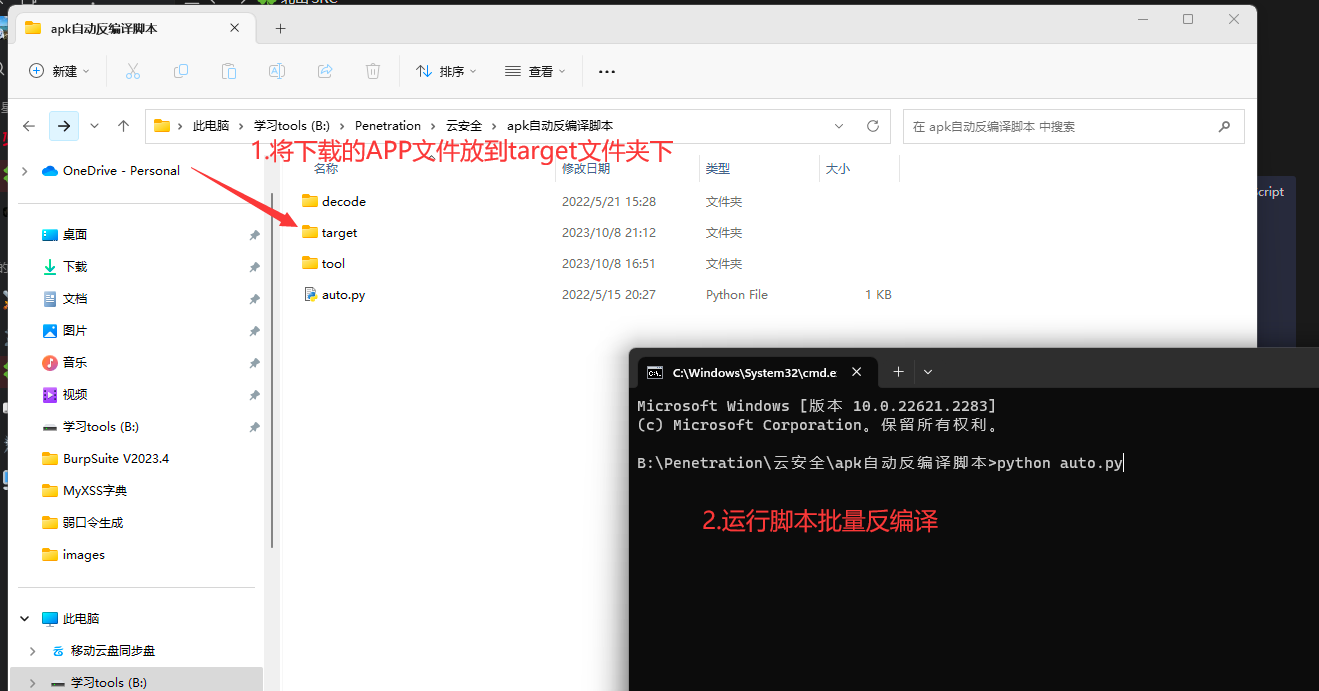 挖出SRC
apk自动反编译脚本
新建
排序
查看
此电脑 > 学习tools (B:) > Penetration > 云安全 > apk自动反编译脚本
在 apk自动反编译脚本 中搜索
1.将下载的APP文件放到target文件夹下
名称 修改日期 类型 大小
OneDrive - Personal
decode 2022/5/21 15:28 文件夹
target 2023/10/8 21:12 文件夹
tool 2023/10/8 16:51 文件夹
auto.py 2022/5/15 20:27 Python File 1 KB
cript
桌面
下载
文档
图片
音乐
视频
学习tools (B:)
BurpSuite V2023.4
MyXSS字典
弱口令生成
images
此电脑
移动云盘同步盘
学习tools (B:)
C:\Windows\System32\cmd.e
Microsoft Windows [版本 10.0.22621.2283]
(c) Microsoft Corporation。保留所有权利。
B:\Penetration\云安全\apk自动反编译脚本>python auto.py
2.运行脚本批量反编译